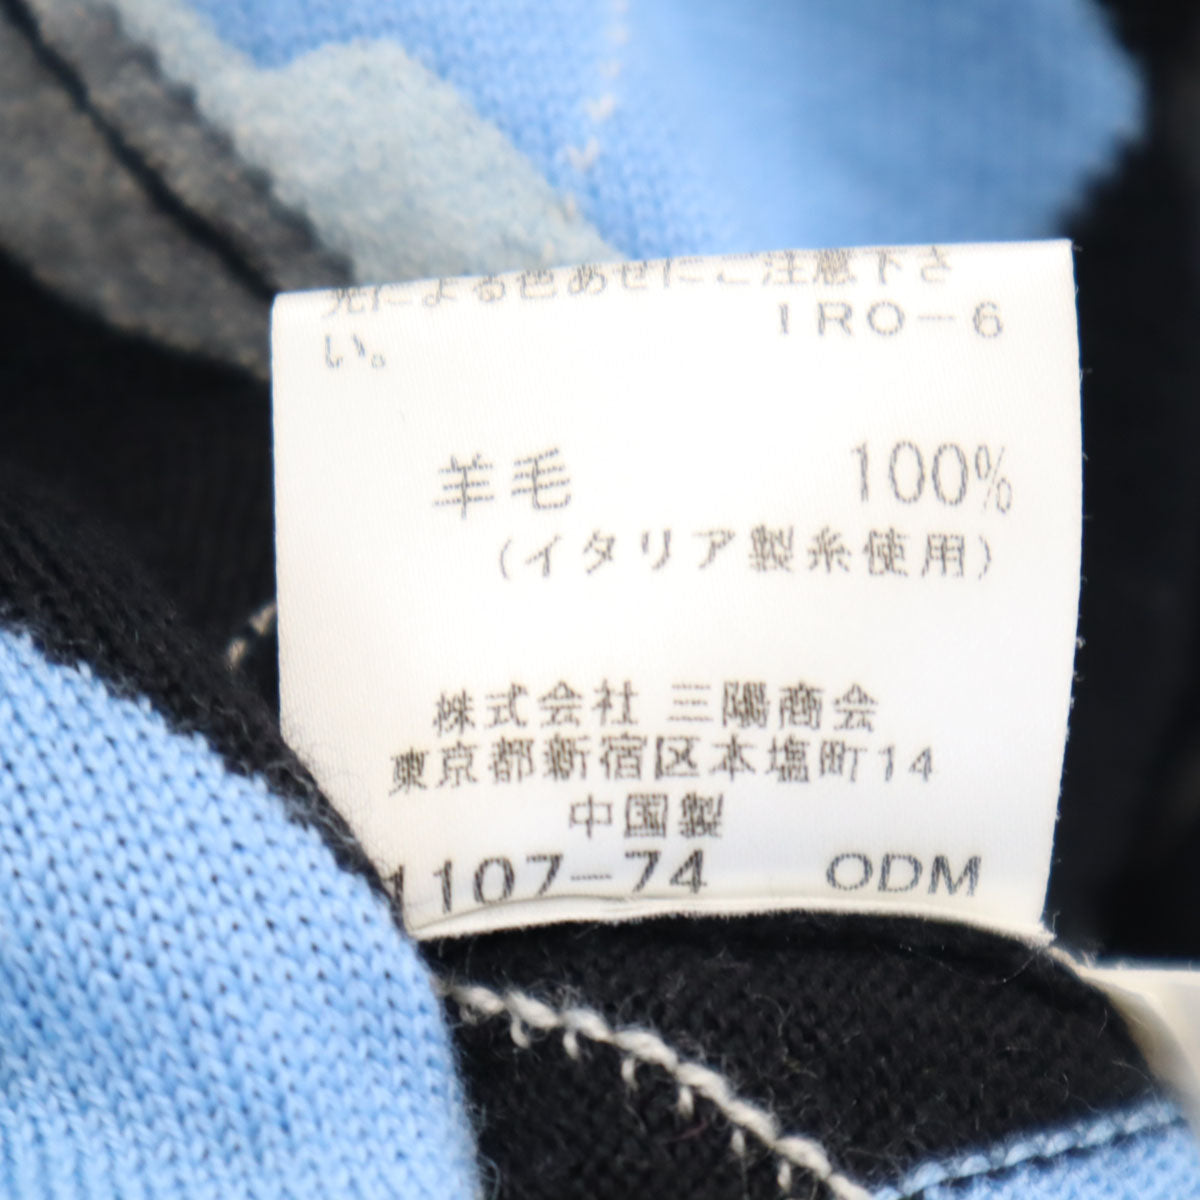 光による色あせにご注意下さ
い。 IRO-6
羊毛 100%
(イタリア製糸使用)
株式会社 三陽商会
東京都新宿区本塩町14
中国製
1107-74 ODM